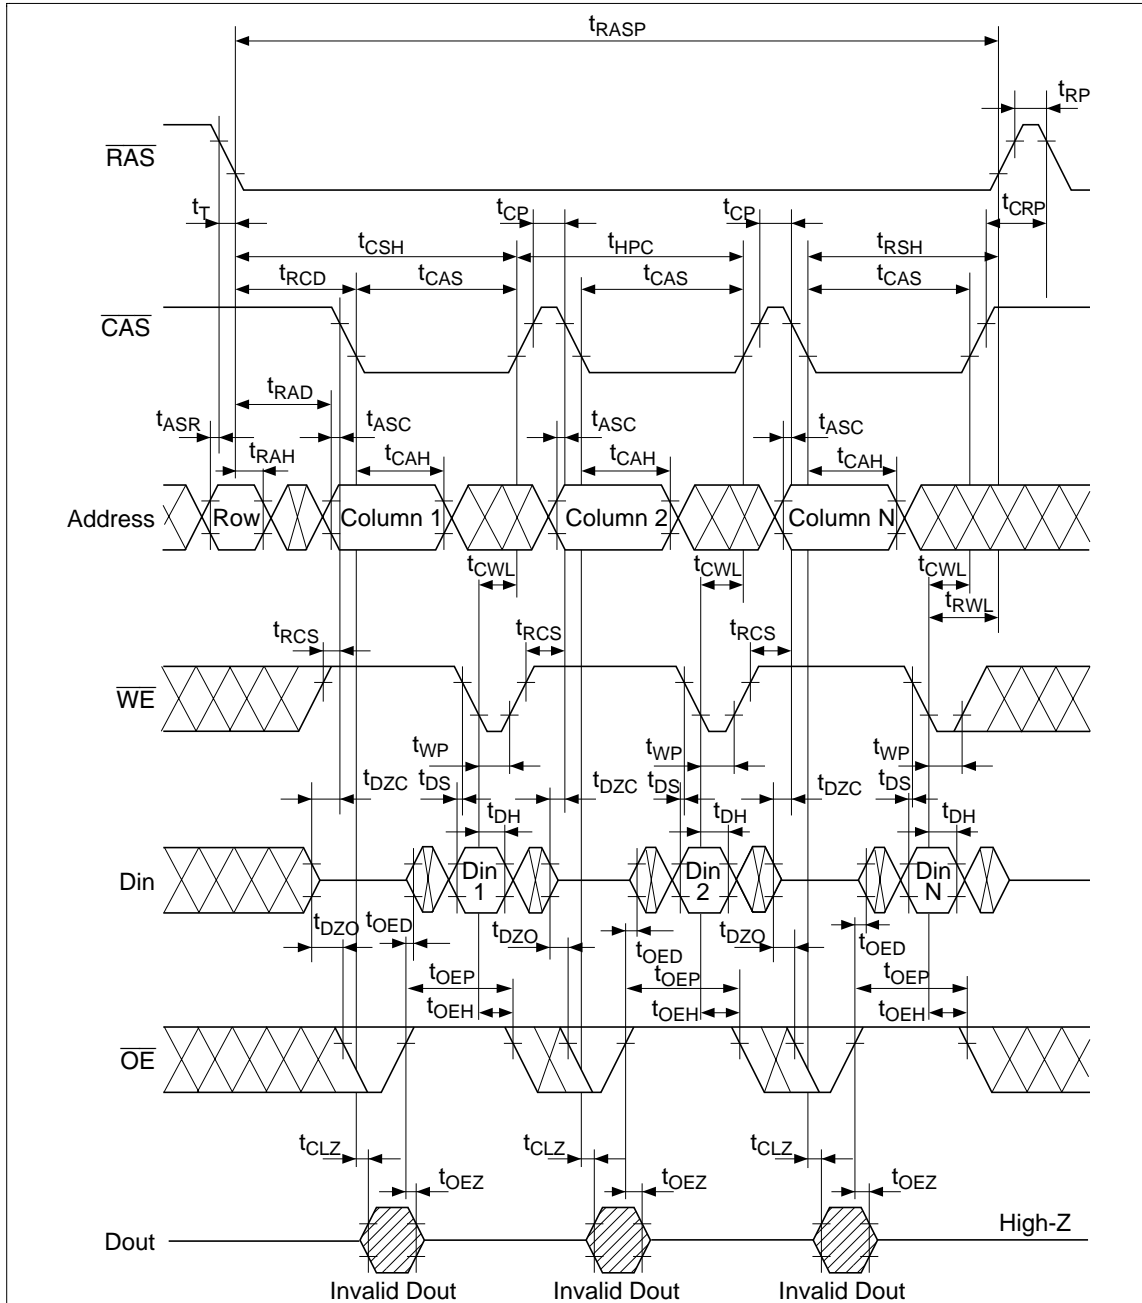 tRASP
tRP
RAS
tT
tCP
tCP
tCRP
tCSH
tHPC
tRSH
tRCD
tCAS
tCAS
tCAS
CAS
tRAD
tASR
tASC
tASC
tASC
tRAH
tCAH
tCAH
tCAH
Address
Row
Column 1
Column 2
Column N
tCWL
tCWL
tCWL
tRWL
tRCS
tRCS
tRCS
WE
tWP
tWP
tWP
tDZC
tDS
tDZC
tDS
tDZC
tDS
tDH
tDH
tDH
Din
Din 1
Din 2
Din N
tDZO
tOED
tDZO
tOED
tDZO
tOED
tOEP
tOEP
tOEP
tOEH
tOEH
tOEH
OE
tCLZ
tCLZ
tCLZ
tOEZ
tOEZ
tOEZ
Dout
High-Z
Invalid Dout
Invalid Dout
Invalid Dout